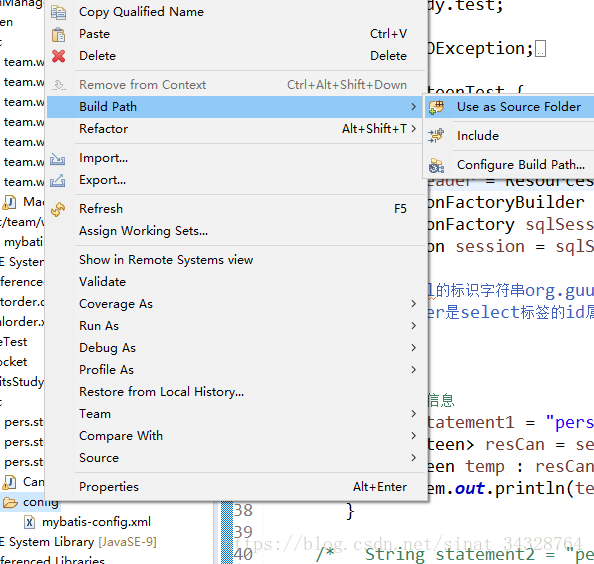 nManag
Copy Qualified Name
Paste Ctrl+V
Delete Delete
Remove from Context Ctrl+Alt+Shift+Down
Build Path
Refactor Alt+Shift+T
Import...
Export...
Refresh F5
Assign Working Sets...
Show in Remote Systems view
Validate
Coverage As
Run As
Debug As
Profile As
Restore from Local History...
Team
Compare With
Source
Properties Alt+Enter
Use as Source Folder
Include
Configure Build Path...
en
team.w
team.w
team.w
team.w
team.w
team.w
Ma
t/team/w
mybatis
E System
ferenced
torder.
lorder.x
eTest
ocket
itsStudy
pers.st
pers.st
pers.st
Can
config
mybatis-config.xml
E System Library [JavaSE-9]
ferenced Libraries
dy.test;
OException;
teenTest {
eader = Resources
onFactoryBuilder
onFactory sqlSess
on session = sqlS
l的标识字符串org.guu
er是select标签的id属
信息
tatement1 = "pers
teen> resCan = se
een temp : resCan
em.out.println(te
38 }
39
40 /* String statement2 = "pe
https://blog.csdn.net/sinat_34328764